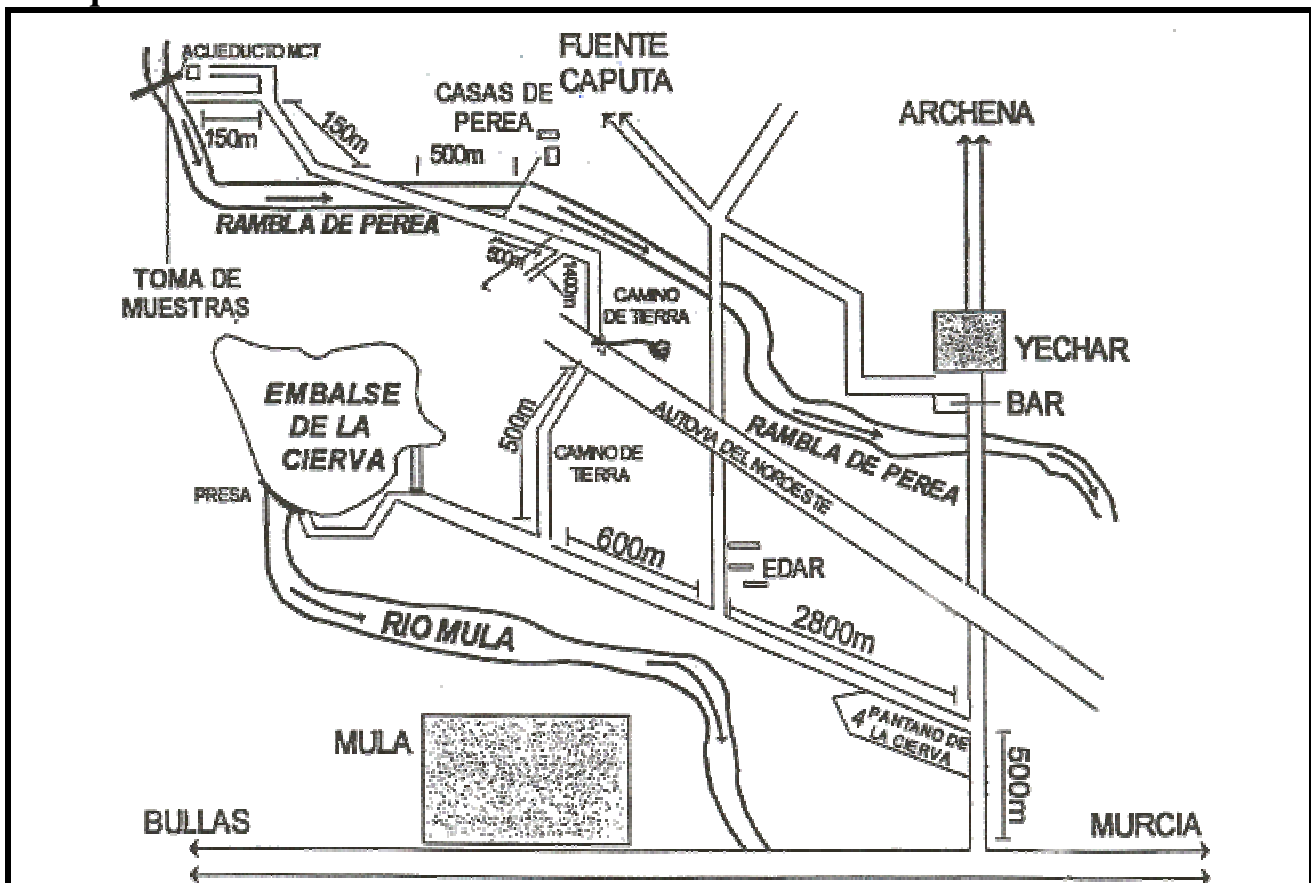 ACUEDUCTO MCT
150m
150m
CASAS DE
PEREA
500m
FUENTE
CAPUTA
ARCHENA
RAMBLA DE PEREA
500m
1400m
TOMA DE
MUESTRAS
CAMINO
DE TIERRA
YECHAR
BAR
EMBALSE
DE LA
CIERVA
500m
CAMINO DE
TIERRA
AUTOVIA DEL NOROESTE
RAMBLA DE PEREA
PRESA
600m
EDAR
2800m
RIO MULA
4 PANTANO DE
LA CIERVA
500m
MULA
BULLAS
MURCIA